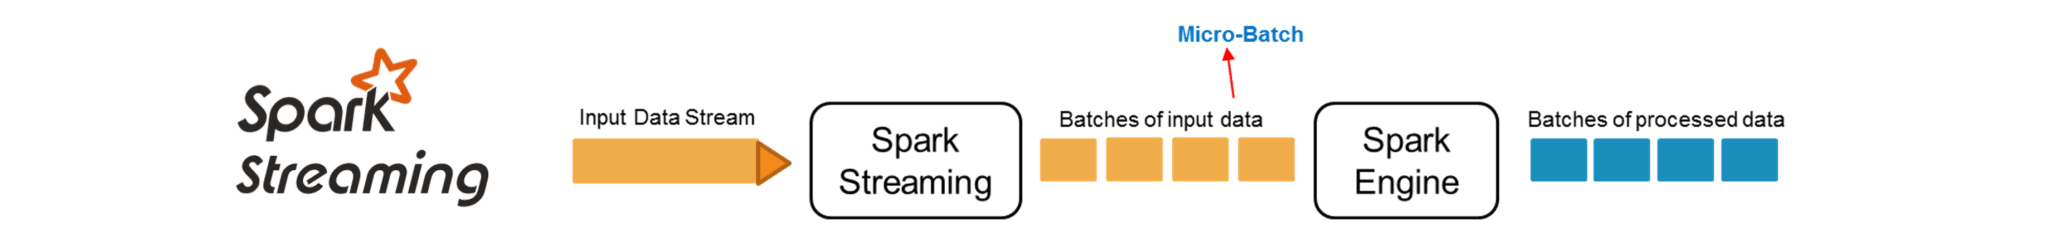 Spark
Streaming
Input Data Stream
Spark
Streaming
Micro-Batch
Batches of input data
Spark
Engine
Batches of processed data